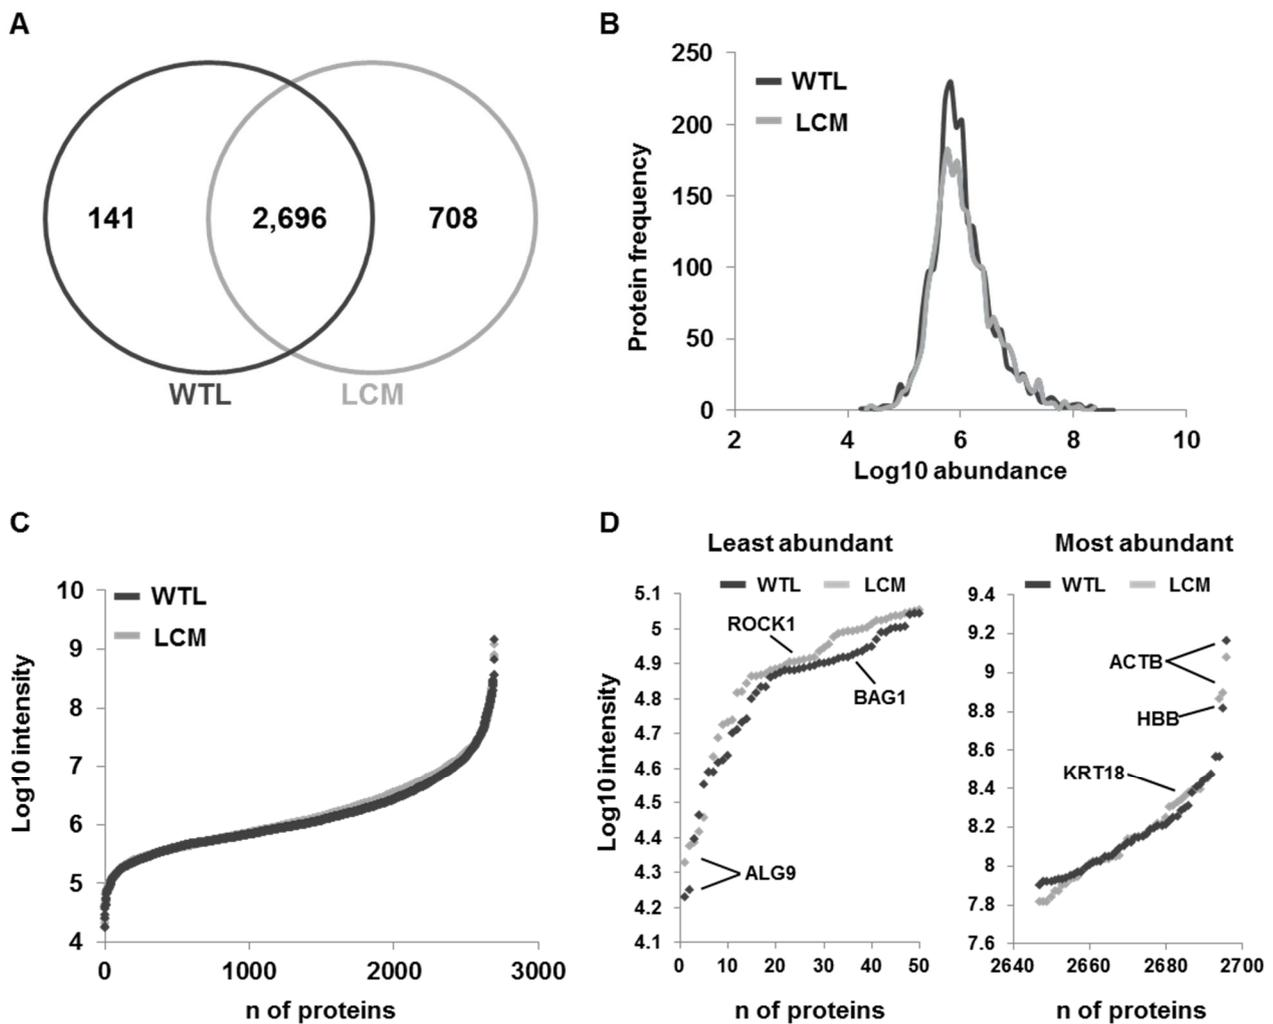 A
141
2,696
708
WTL
LCM
B
WTL
LCM
Protein frequency
250
200
150
100
50
0
2 4 6 8 10
Log10 abundance
C
WTL
LCM
Log10 intensity
10
9
8
7
6
5
4
0 1000 2000 3000
n of proteins
D
Least abundant
WTL LCM
Log10 intensity
5.1
5
4.9
4.8
4.7
4.6
4.5
4.4
4.3
4.2
4.1
ROCK1
BAG1
ALG9
0 10 20 30 40 50
n of proteins
Most abundant
WTL LCM
9.4
9.2
9
8.8
8.6
8.4
8.2
8
7.8
7.6
ACTB
HBB
KRT18
2640 2660 2680 2700
n of proteins